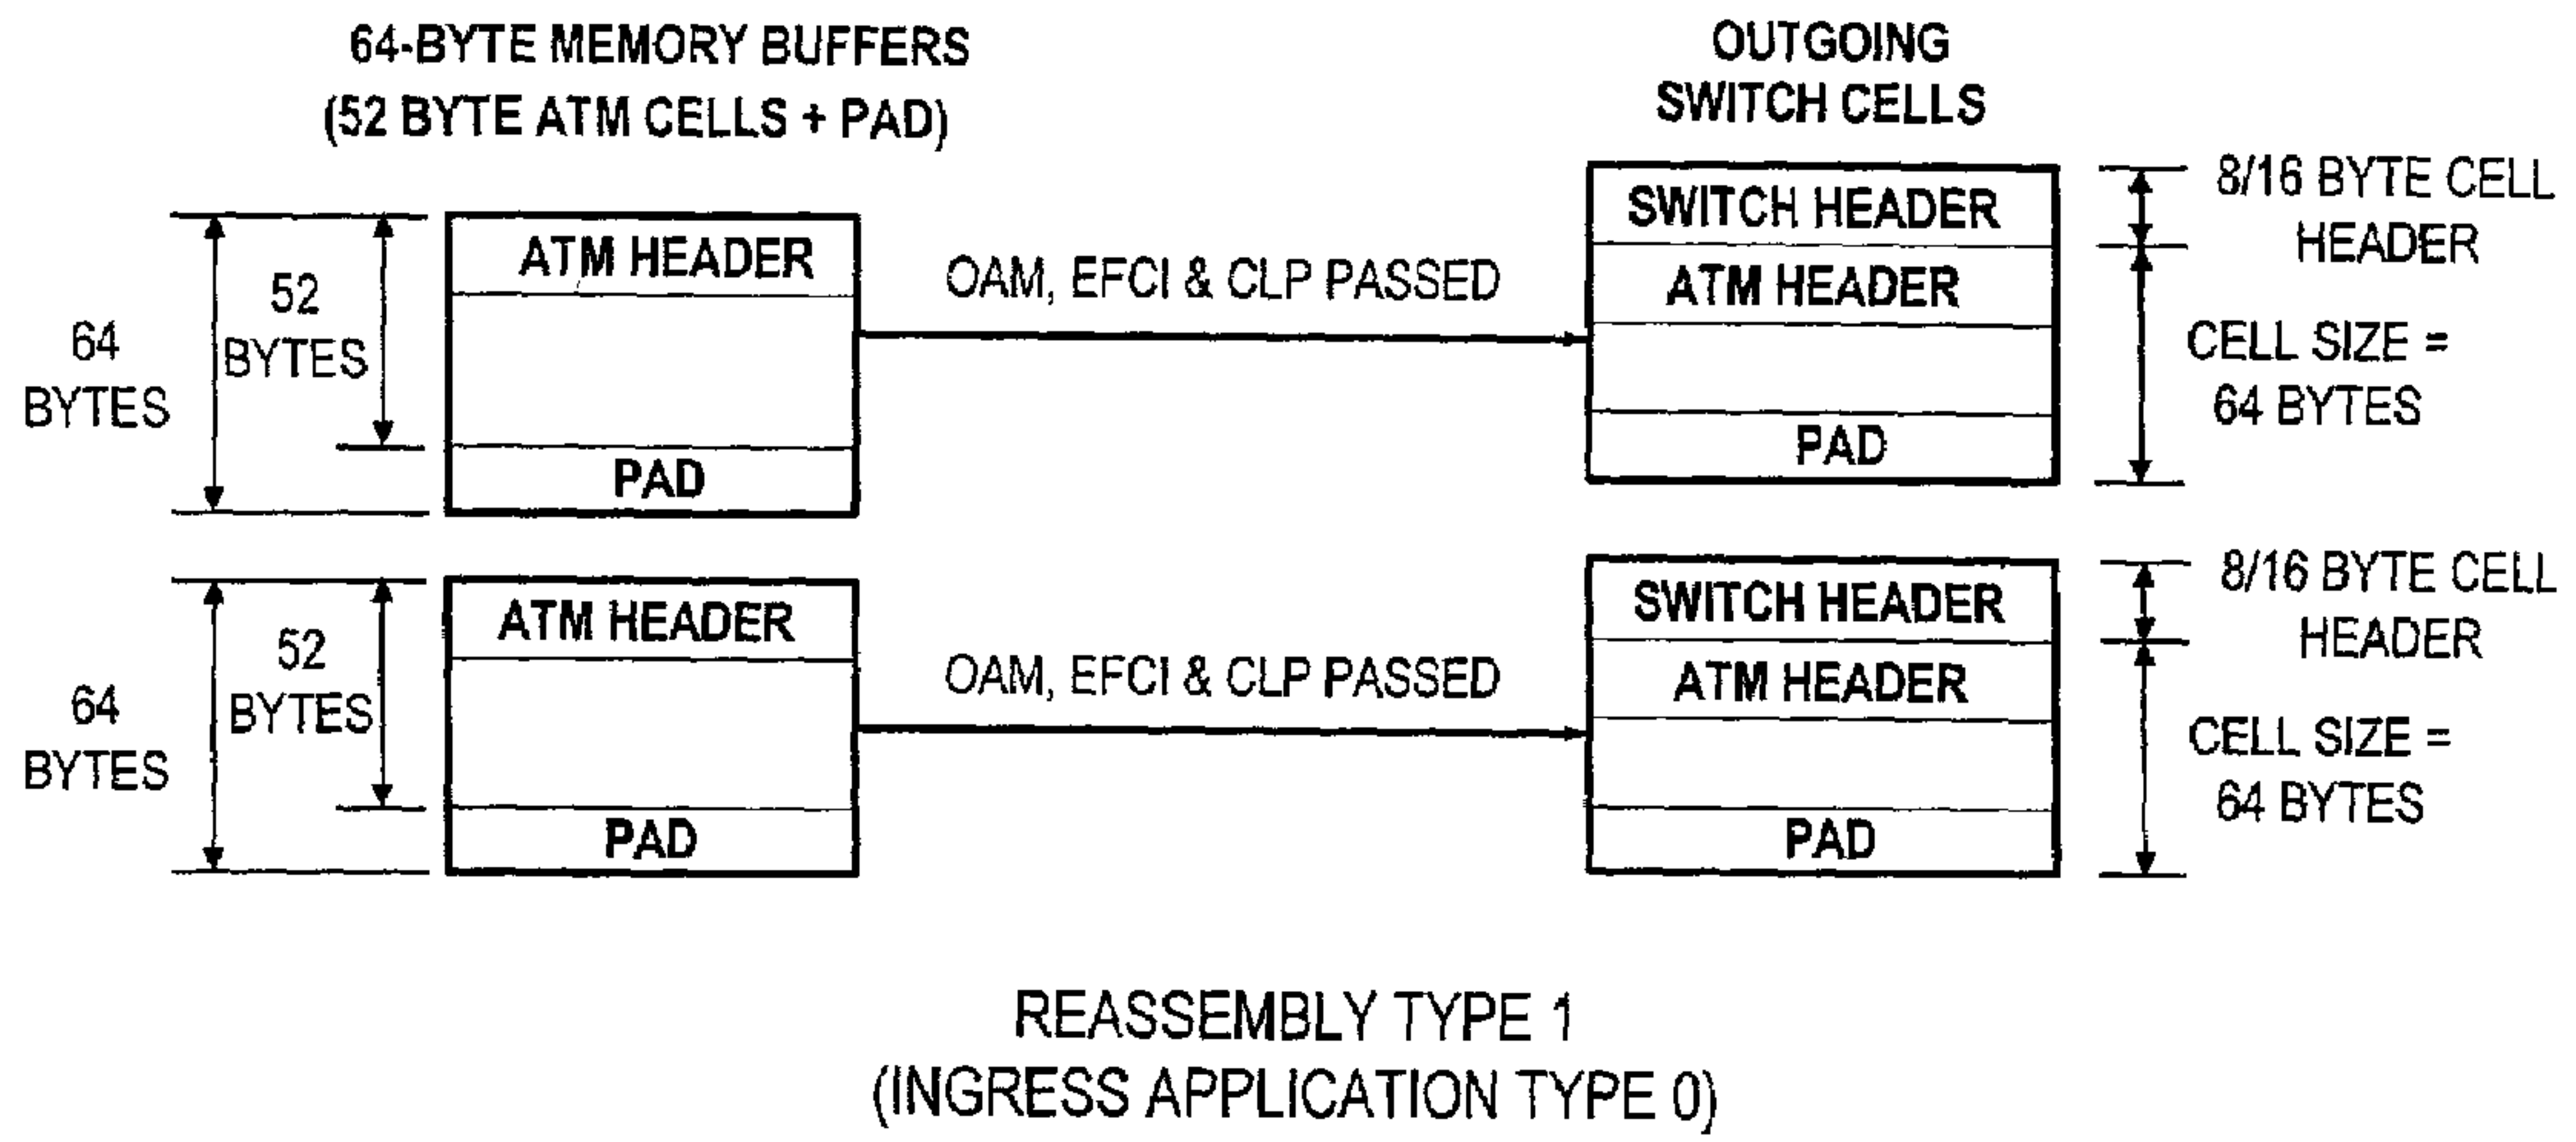 64-BYTE MEMORY BUFFERS
(52 BYTE ATM CELLS + PAD)
OUTGOING
SWITCH CELLS
64
BYTES
52
BYTES
ATM HEADER
PAD
OAM, EFCI & CLP PASSED
SWITCH HEADER
ATM HEADER
PAD
8/16 BYTE CELL
HEADER
CELL SIZE =
64 BYTES
64
BYTES
52
BYTES
ATM HEADER
PAD
OAM, EFCI & CLP PASSED
SWITCH HEADER
ATM HEADER
PAD
8/16 BYTE CELL
HEADER
CELL SIZE =
64 BYTES
REASSEMBLY TYPE 1
(INGRESS APPLICATION TYPE 0)